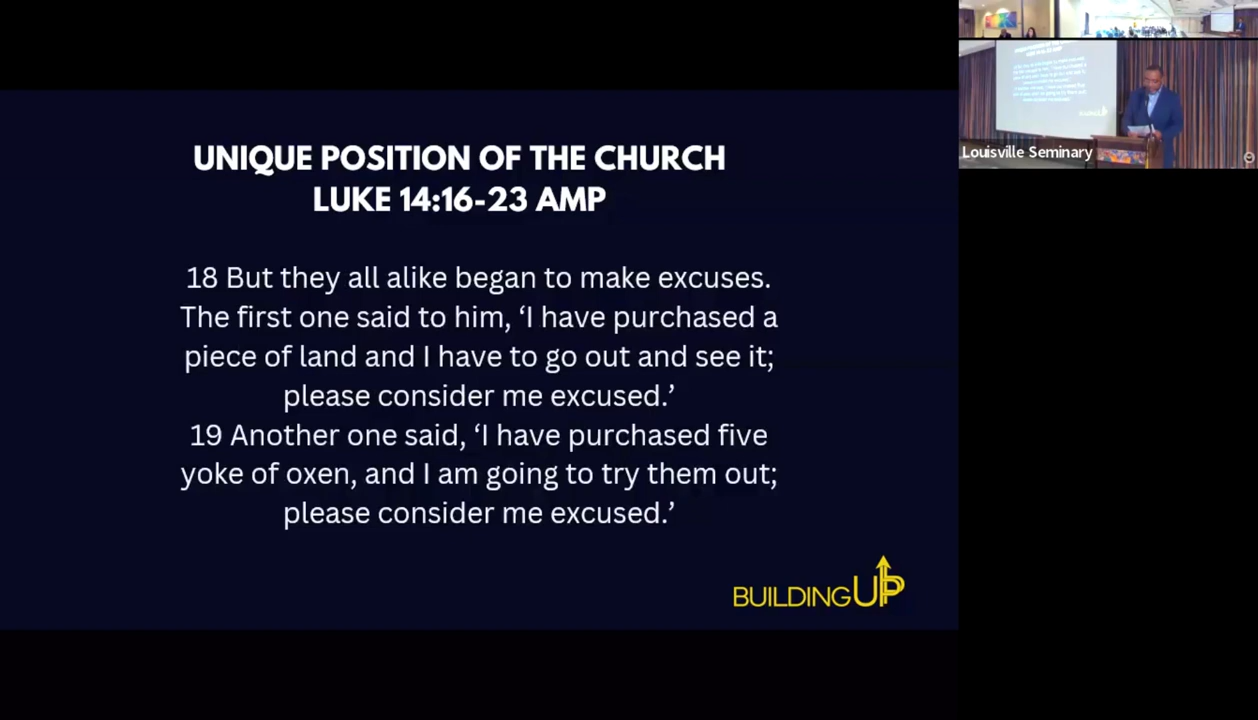 UNIQUE POSITION OF THE CHURCH
LUKE 14:16-23 AMP
18 But they all alike began to make excuses.
The first one said to him, ‘I have purchased a
piece of land and I have to go out and see it;
please consider me excused.’
19 Another one said, ‘I have purchased five
yoke of oxen, and I am going to try them out;
please consider me excused.’
BUILDING UP
Louisville Seminary